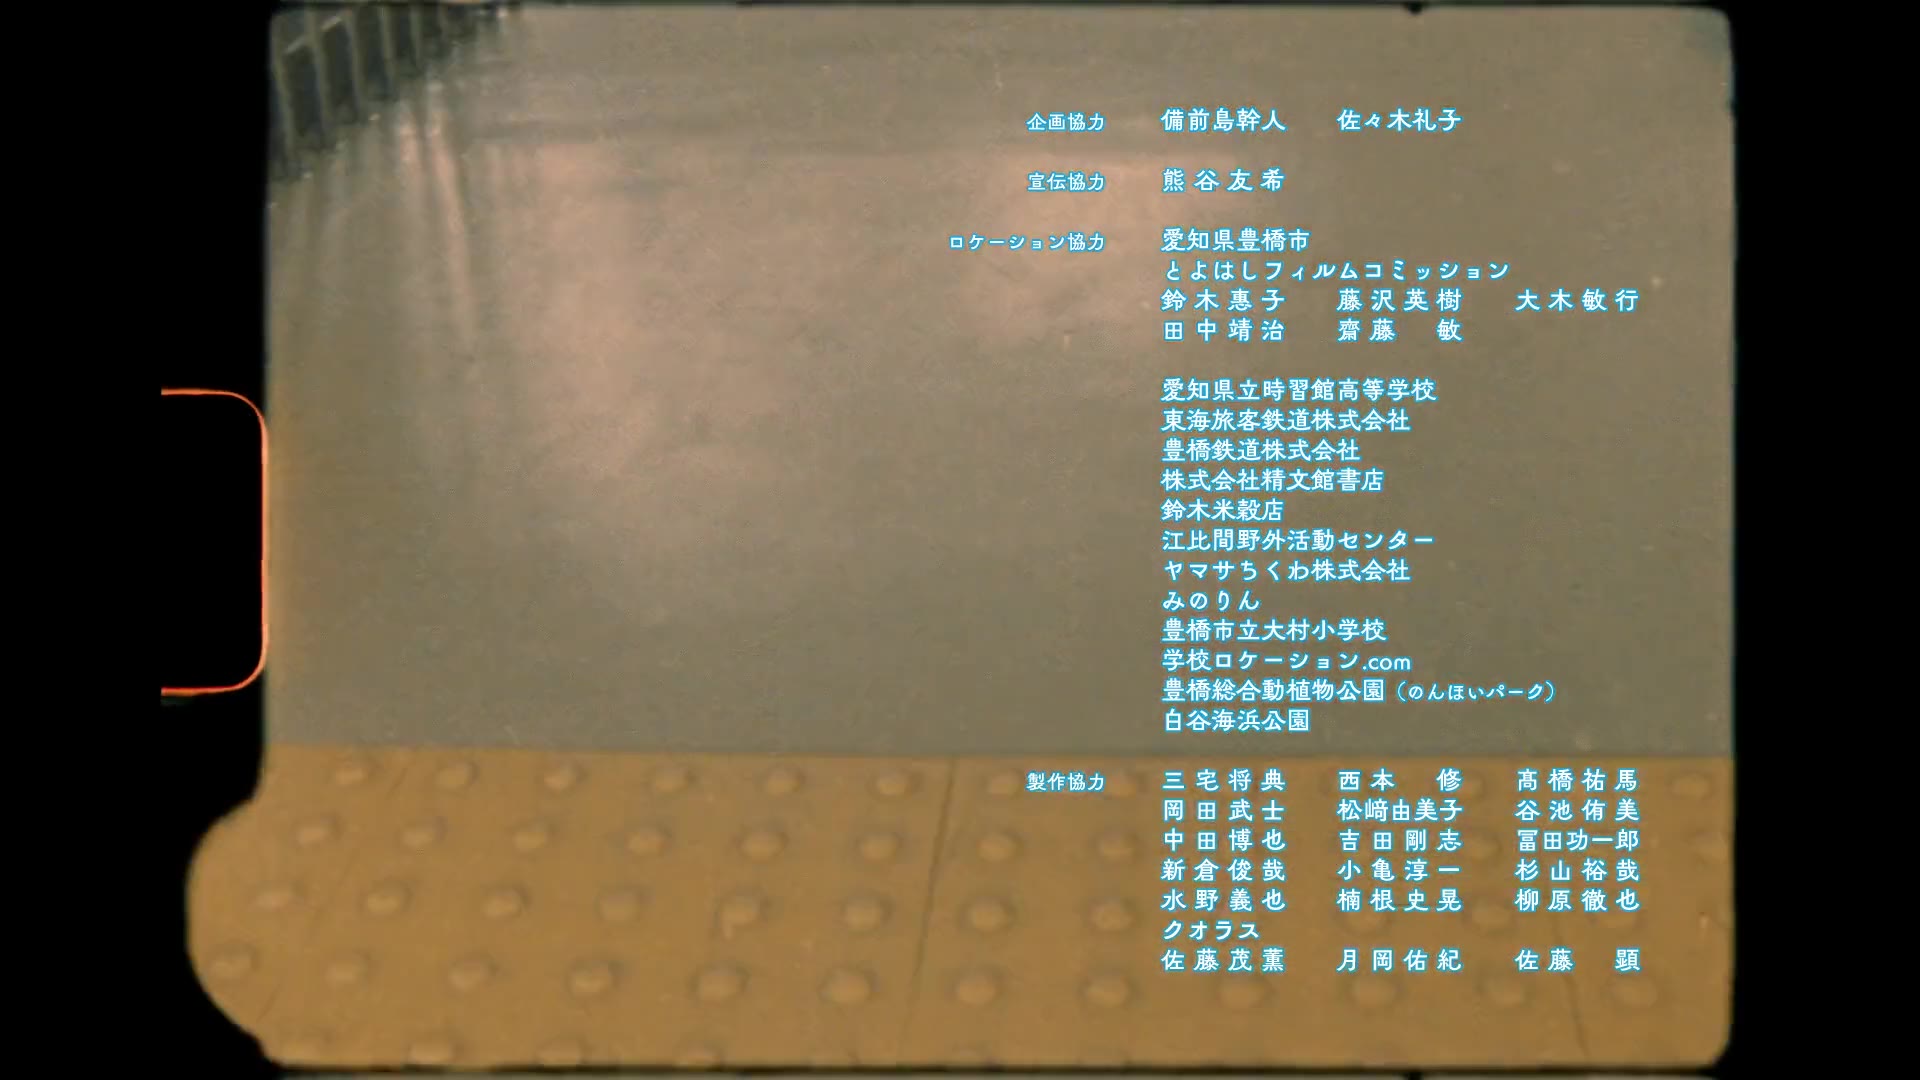 企画協力 備前島幹人 佐々木礼子
宣伝協力 熊谷友希
ロケーション協力 愛知県豊橋市
とよはしフィルムコミッション
鈴木惠子 藤沢英樹 大木敏行
田中靖治 齋藤 敏
愛知県立時習館高等学校
東海旅客鉄道株式会社
豊橋鉄道株式会社
株式会社精文館書店
鈴木米穀店
江比間野外活動センター
ヤマサちくわ株式会社
みのりん
豊橋市立大村小学校
学校ロケーション.com
豊橋総合動植物公園（のんほいパーク）
白谷海浜公園
製作協力 三宅将典 西本 修 髙橋祐馬
岡田武士 松﨑由美子 谷池侑美
中田博也 吉田剛志 冨田功一郎
新倉俊哉 小亀淳一 杉山裕哉
水野義也 楠根史晃 柳原徹也
クオラス
佐藤茂薫 月岡佑紀 佐藤 顕